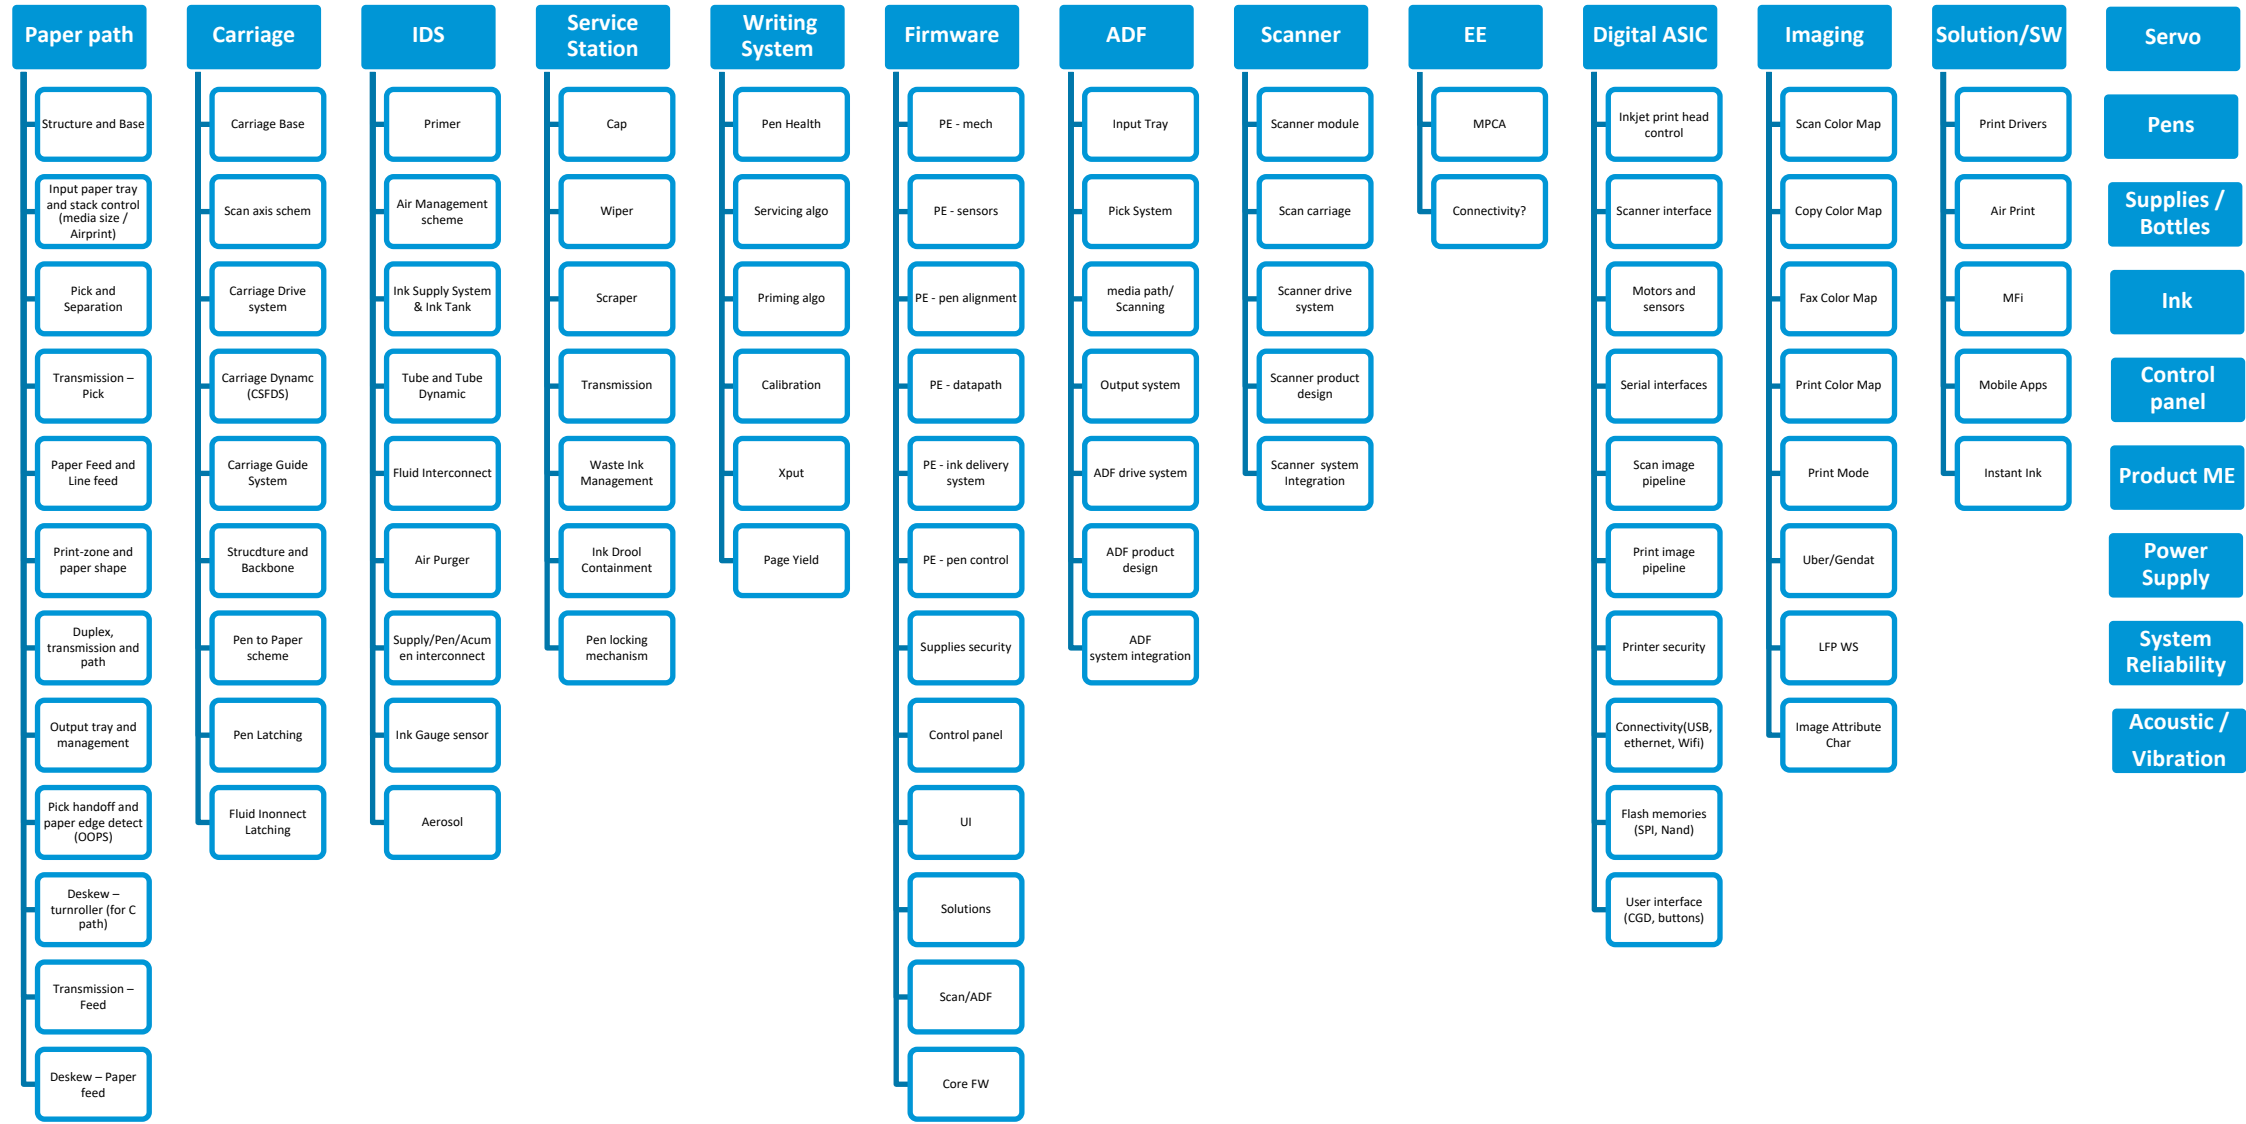 Paper path
Structure and Base
Input paper tray
and stack control
(media size /
Airprint)
Pick and
Separation
Transmission –
Pick
Paper Feed and
Line feed
Print-zone and
paper shape
Duplex,
transmission and
path
Output tray and
management
Pick handoff and
paper edge detect
(OOPS)
Deskew –
turnroller (for C
path)
Transmission –
Feed
Deskew – Paper
feed
Carriage
Carriage Base
Scan axis schem
Carriage Drive
system
Carriage Dynamc
(CSFDS)
Carriage Guide
System
Strucdture and
Backbone
Pen to Paper
scheme
Pen Latching
Fluid Inonnect
Latching
IDS
Primer
Air Management
scheme
Ink Supply System
& Ink Tank
Tube and Tube
Dynamic
Fluid Interconnect
Air Purger
Supply/Pen/Acum
en interconnect
Ink Gauge sensor
Aerosol
Service
Station
Cap
Wiper
Scraper
Transmission
Waste Ink
Management
Ink Drool
Containment
Pen locking
mechanism
Writing
System
Pen Health
Servicing algo
Priming algo
Calibration
Xput
Page Yield
Firmware
PE - mech
PE - sensors
PE - pen alignment
PE - datapath
PE - ink delivery
system
PE - pen control
Supplies security
Control panel
UI
Solutions
Scan/ADF
Core FW
ADF
Input Tray
Pick System
media path/
Scanning
Output system
ADF drive system
ADF product
design
ADF
system integration
Scanner
Scanner module
Scan carriage
Scanner drive
system
Scanner product
design
Scanner system
Integration
EE
MPCA
Connectivity?
Digital ASIC
Inkjet print head
control
Scanner interface
Motors and
sensors
Serial interfaces
Scan image
pipeline
Print image
pipeline
Printer security
Connectivity(USB,
ethernet, Wifi)
Flash memories
(SPI, Nand)
User interface
(CGD, buttons)
Imaging
Scan Color Map
Copy Color Map
Fax Color Map
Print Color Map
Print Mode
Uber/Gendat
LFP WS
Image Attribute
Char
Solution/SW
Print Drivers
Air Print
MFi
Mobile Apps
Instant Ink
Servo
Pens
Supplies /
Bottles
Ink
Control
panel
Product ME
Power
Supply
System
Reliability
Acoustic /
Vibration